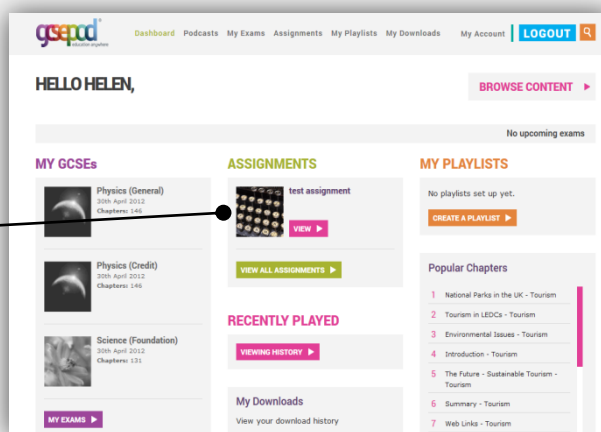 gcsepod
education anywhere
Dashboard Podcasts My Exams Assignments My Playlists My Downloads My Account LOGOUT
HELLO HELEN,
BROWSE CONTENT
No upcoming exams
MY GCSEs
Physics (General)
30th April 2012
Chapters: 146
Physics (Credit)
30th April 2012
Chapters: 146
Science (Foundation)
30th April 2012
Chapters: 131
MY EXAMS
ASSIGNMENTS
test assignment
VIEW
VIEW ALL ASSIGNMENTS
RECENTLY PLAYED
VIEWING HISTORY
My Downloads
View your download history
MY PLAYLISTS
No playlists set up yet.
CREATE A PLAYLIST
Popular Chapters
1 National Parks in the UK - Tourism
2 Tourism in LEDCs - Tourism
3 Environmental Issues - Tourism
4 Introduction - Tourism
5 The Future - Sustainable Tourism -
Tourism
6 Summary - Tourism
7 Web Links - Tourism